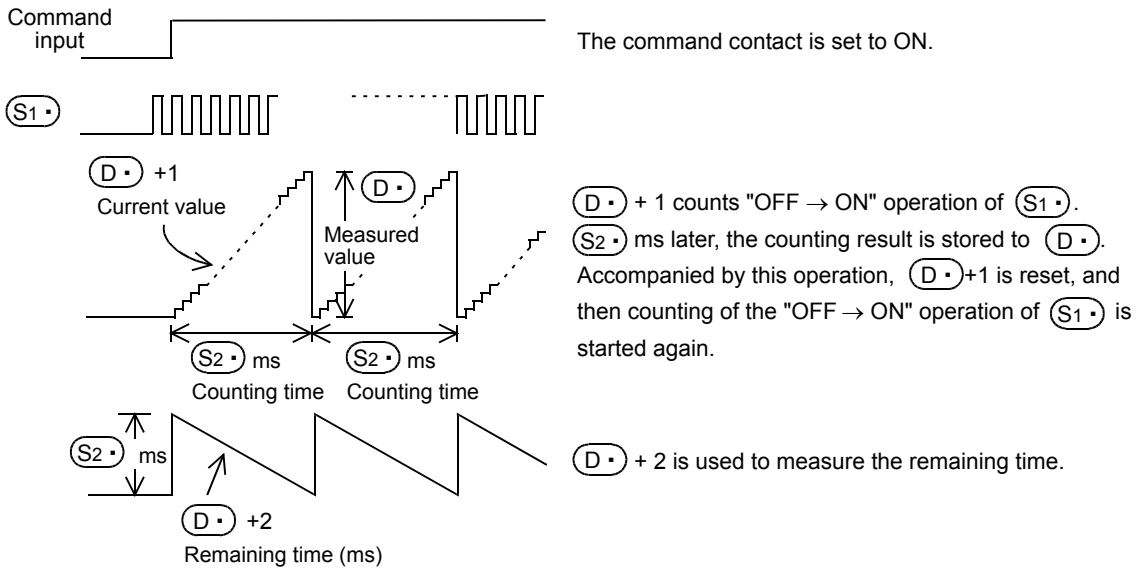 Command
input
The command contact is set to ON.
S1·
D· +1
Current value
D·
Measured
value
D· + 1 counts "OFF → ON" operation of S1·.
S2· ms later, the counting result is stored to D·.
Accompanied by this operation, D·+1 is reset, and
then counting of the "OFF → ON" operation of S1· is
started again.
S2· ms
Counting time
S2· ms
Counting time
S2· ms
D· + 2 is used to measure the remaining time.
D· +2
Remaining time (ms)